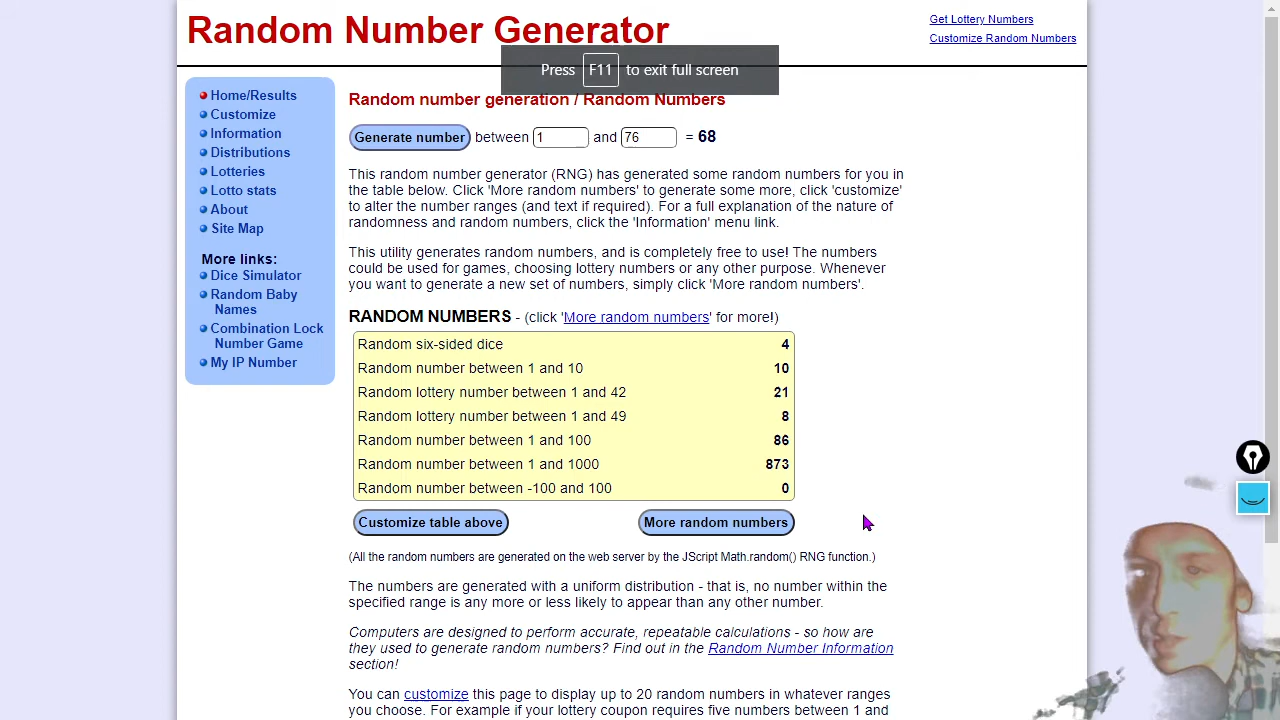 Random Number Generator
Get Lottery Numbers
Customize Random Numbers
Press F11 to exit full screen
Home/Results
Customize
Information
Distributions
Lotteries
Lotto stats
About
Site Map
More links:
Dice Simulator
Random Baby
Names
Combination Lock
Number Game
My IP Number
Random number generation / Random Numbers
Generate number between 1 and 76 = 68
This random number generator (RNG) has generated some random numbers for you in
the table below. Click 'More random numbers' to generate some more, click 'customize'
to alter the number ranges (and text if required). For a full explanation of the nature of
randomness and random numbers, click the 'Information' menu link.
This utility generates random numbers, and is completely free to use! The numbers
could be used for games, choosing lottery numbers or any other purpose. Whenever
you want to generate a new set of numbers, simply click 'More random numbers'.
RANDOM NUMBERS - (click 'More random numbers' for more!)
Random six-sided dice 4
Random number between 1 and 10 10
Random lottery number between 1 and 42 21
Random lottery number between 1 and 49 8
Random number between 1 and 100 86
Random number between 1 and 1000 873
Random number between -100 and 100 0
Customize table above More random numbers
(All the random numbers are generated on the web server by the JScript Math.random() RNG function.)
The numbers are generated with a uniform distribution - that is, no number within the
specified range is any more or less likely to appear than any other number.
Computers are designed to perform accurate, repeatable calculations - so how are
they used to generate random numbers? Find out in the Random Number Information
section!
You can customize this page to display up to 20 random numbers in whatever ranges
you choose. For example if your lottery coupon requires five numbers between 1 and